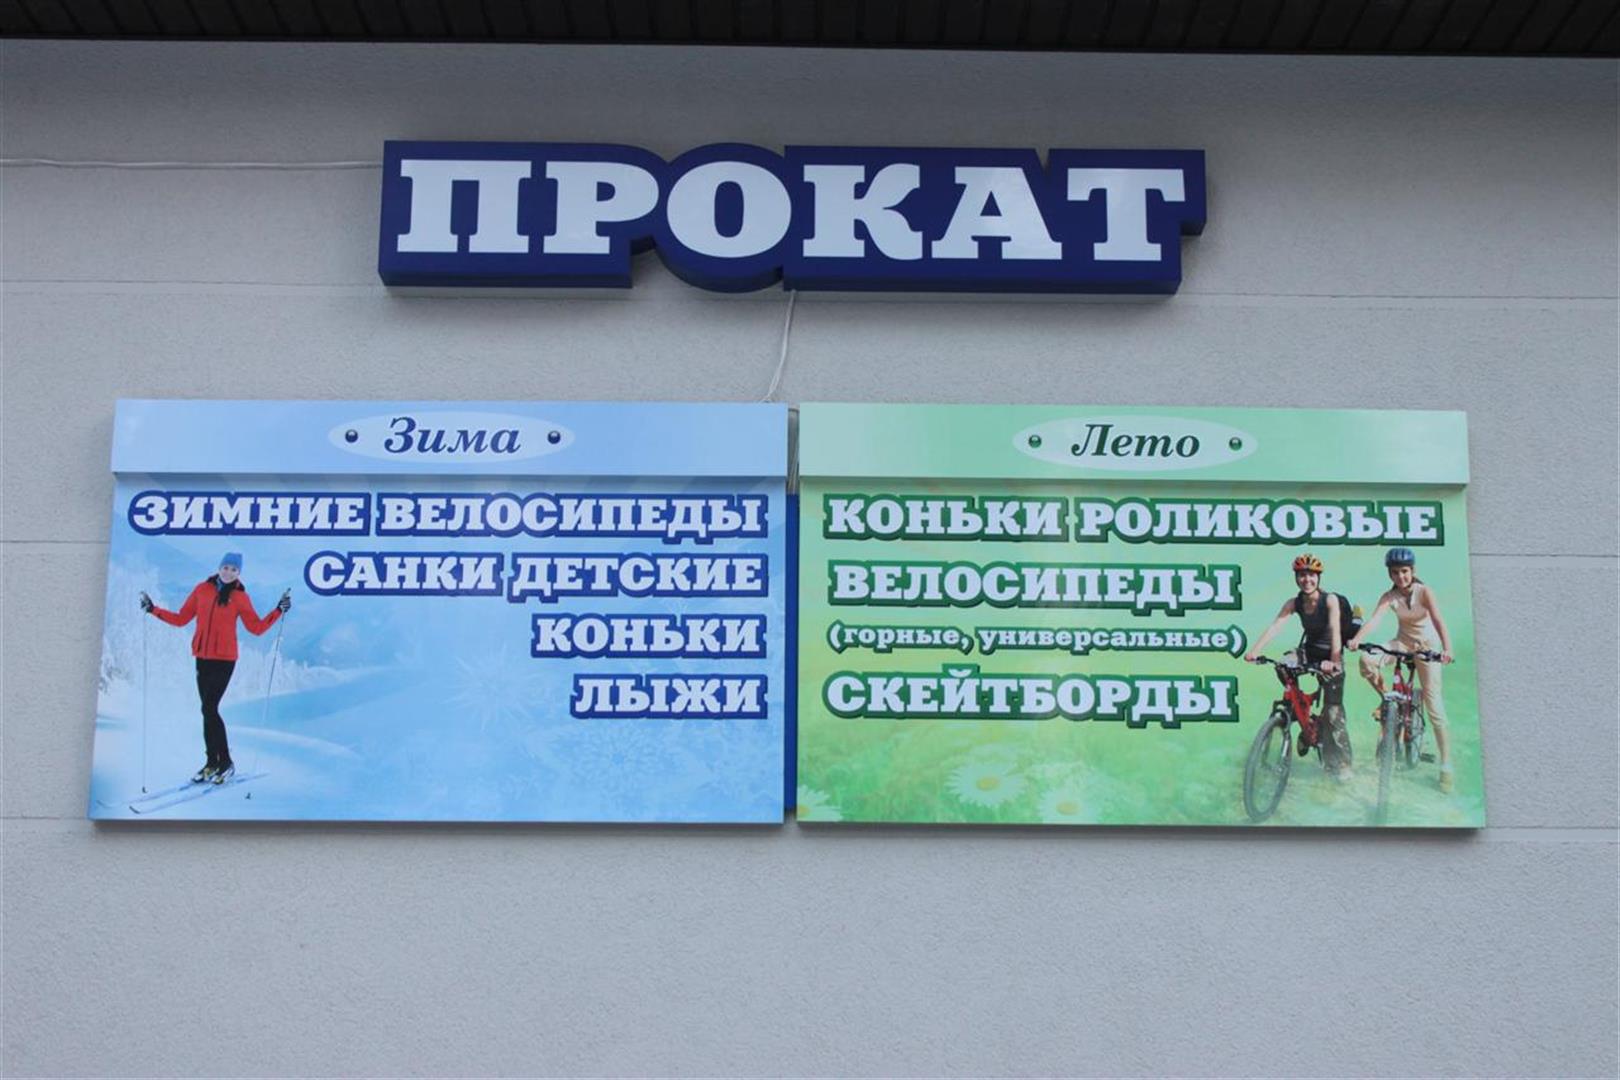 ПРОКАТ
Зима
ЗИМНИЕ ВЕЛОСИПЕДЫ
САНКИ ДЕТСКИЕ
КОНЬКИ
ЛЫЖИ
Лето
КОНЬКИ РОЛИКОВЫЕ
ВЕЛОСИПЕДЫ
(горные, универсальные)
СКЕЙТБОРДЫ